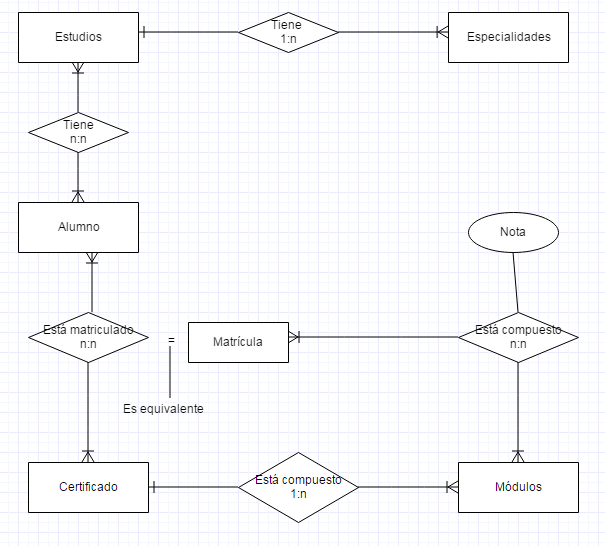 Estudios
Tiene
1:n
Especialidades
Tiene
n:n
Alumno
Nota
Está matriculado
n:n
=
Matrícula
Está compuesto
n:n
Es equivalente
Certificado
Está compuesto
1:n
Módulos